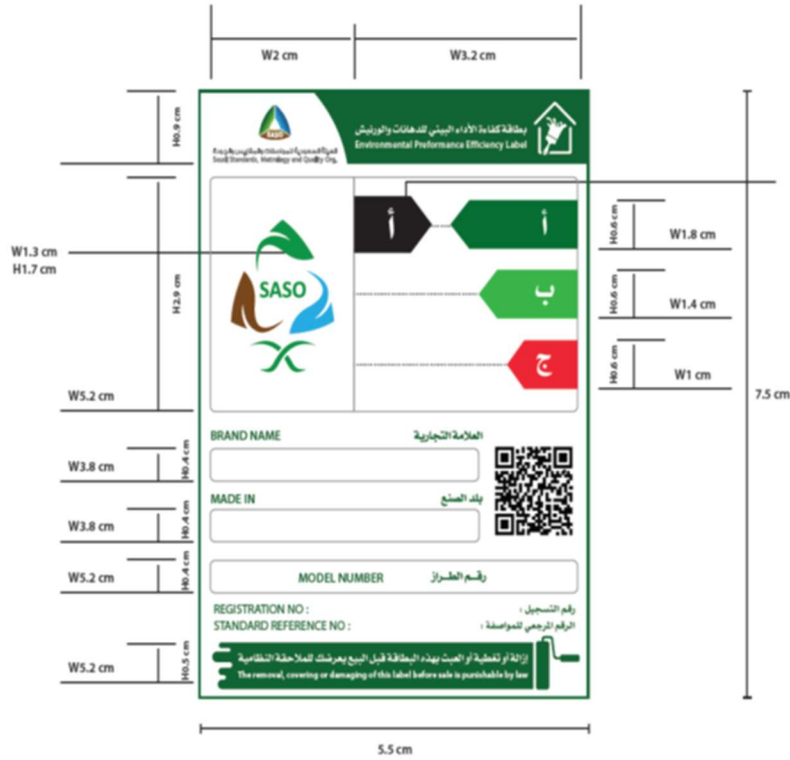 W2 cm
W3.2 cm
H0.9 cm
SASO
Saudi Standards, Metrology and Quality Org.
بطاقة كفاءة الأداء البيئي للدهانات والورنيش
Environmental Preformance Efficiency Label
W1.3 cm
H1.7 cm
H2.9 cm
W5.2 cm
SASO
أ
أ
ب
ج
H0.6 cm
W1.8 cm
H0.6 cm
W1.4 cm
H0.6 cm
W1 cm
7.5 cm
BRAND NAME
العلامة التجارية
W3.8 cm
H0.4 cm
MADE IN
بلد الصنع
W3.8 cm
H0.4 cm
W5.2 cm
H0.4 cm
MODEL NUMBER
رقم الطراز
REGISTRATION NO :
رقم التسجيل :
STANDARD REFERENCE NO :
الرقم المرجعي للمواصفة :
W5.2 cm
H0.5 cm
إزالة أو تغطية أو العبث بهذه البطاقة قبل البيع يعرضك للملاحقة النظامية
The removal, covering or damaging of this label before sale is punishable by law
5.5 cm